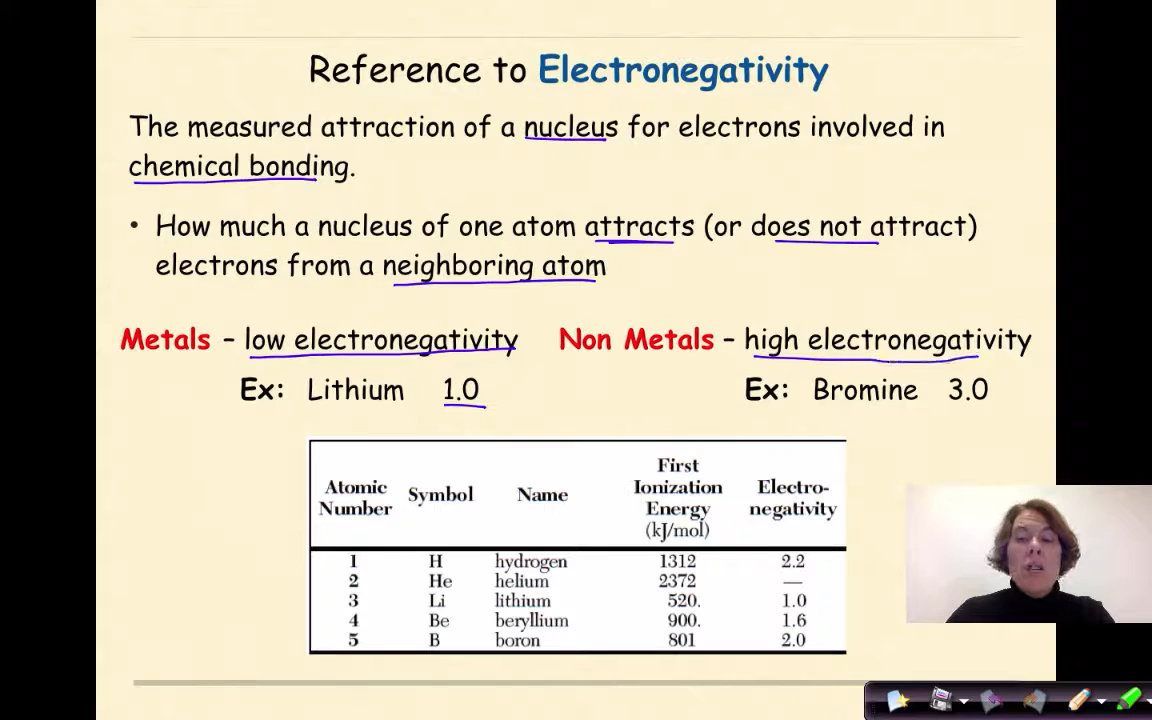 Reference to Electronegativity
The measured attraction of a nucleus for electrons involved in
chemical bonding.
• How much a nucleus of one atom attracts (or does not attract)
electrons from a neighboring atom
Metals – low electronegativity Non Metals – high electronegativity
Ex: Lithium 1.0 Ex: Bromine 3.0
First
Atomic Symbol Name Ionization Electro-
Number Energy negativity
(kJ/mol)
1 H hydrogen 1312 2.2
2 He helium 2372 —
3 Li lithium 520. 1.0
4 Be beryllium 900. 1.6
5 B boron 801 2.0